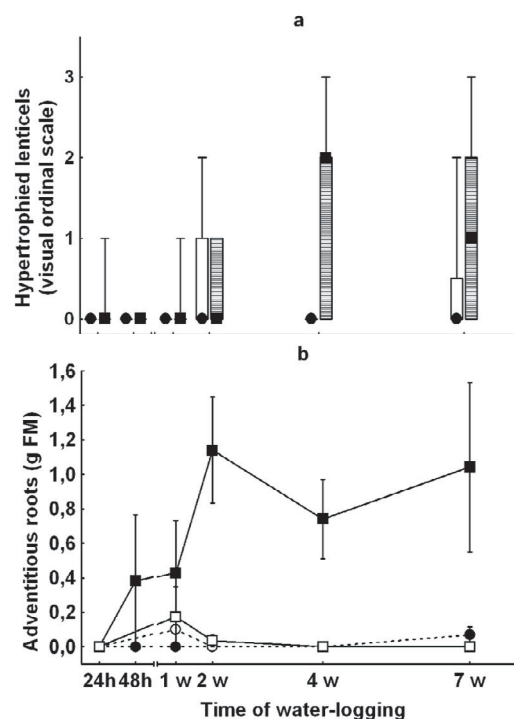 a
Hypertrophied lenticels
(visual ordinal scale)
3
2
1
0
b
Adventitious roots (g FM)
1,6
1,4
1,2
1,0
0,8
0,6
0,4
0,2
0,0
24h 48h 1 w 2 w 4 w 7 w
Time of water-logging